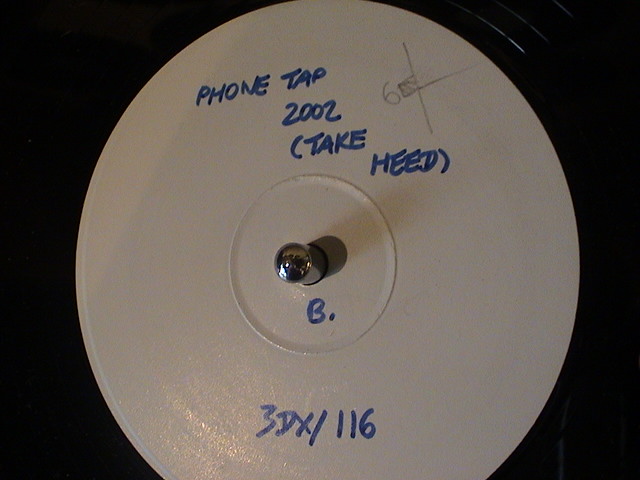 PHONE TAP
2002
(TAKE
HEED)
B.
3DX/116